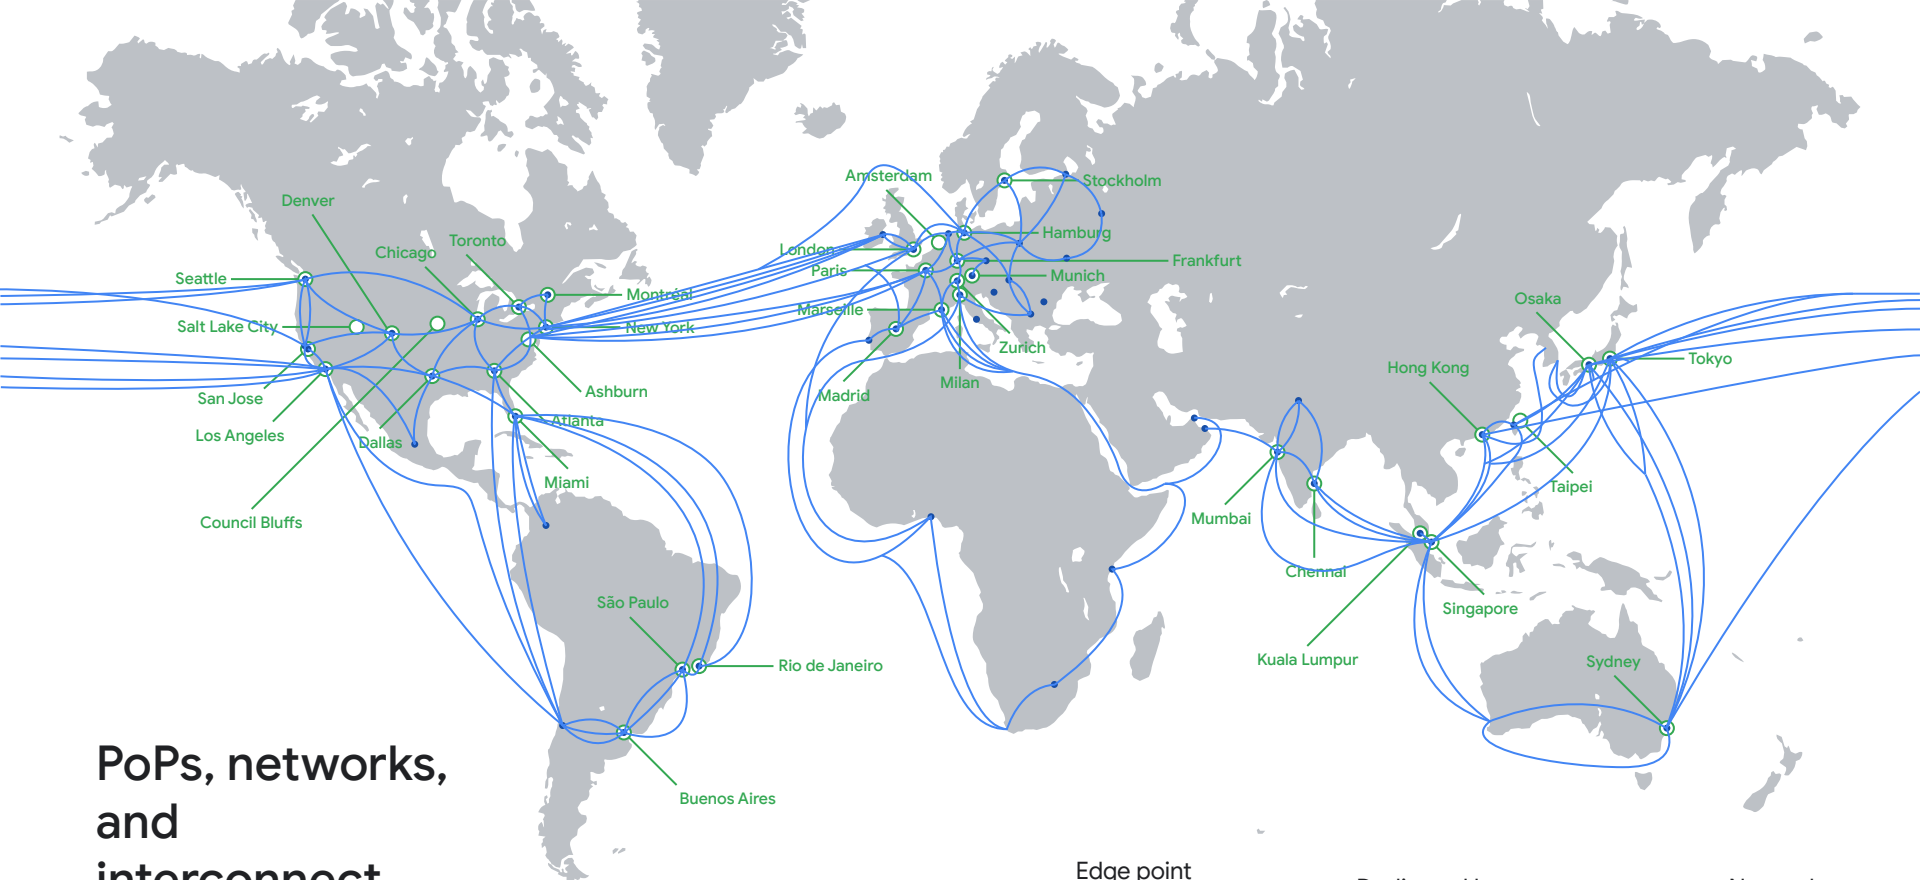 Amsterdam
Stockholm
Denver
Hamburg
Chicago
Toronto
London
Frankfurt
Paris
Munich
Seattle
Montréal
Osaka
Marseille
Salt Lake City
New York
Zurich
Tokyo
Hong Kong
Milan
Madrid
Ashburn
San Jose
Atlanta
Los Angeles
Dallas
Miami
Taipei
Mumbai
Council Bluffs
Chennai
São Paulo
Singapore
Kuala Lumpur
Sydney
Rio de Janeiro
Buenos Aires
PoPs, networks,
and
interconnect
Edge point